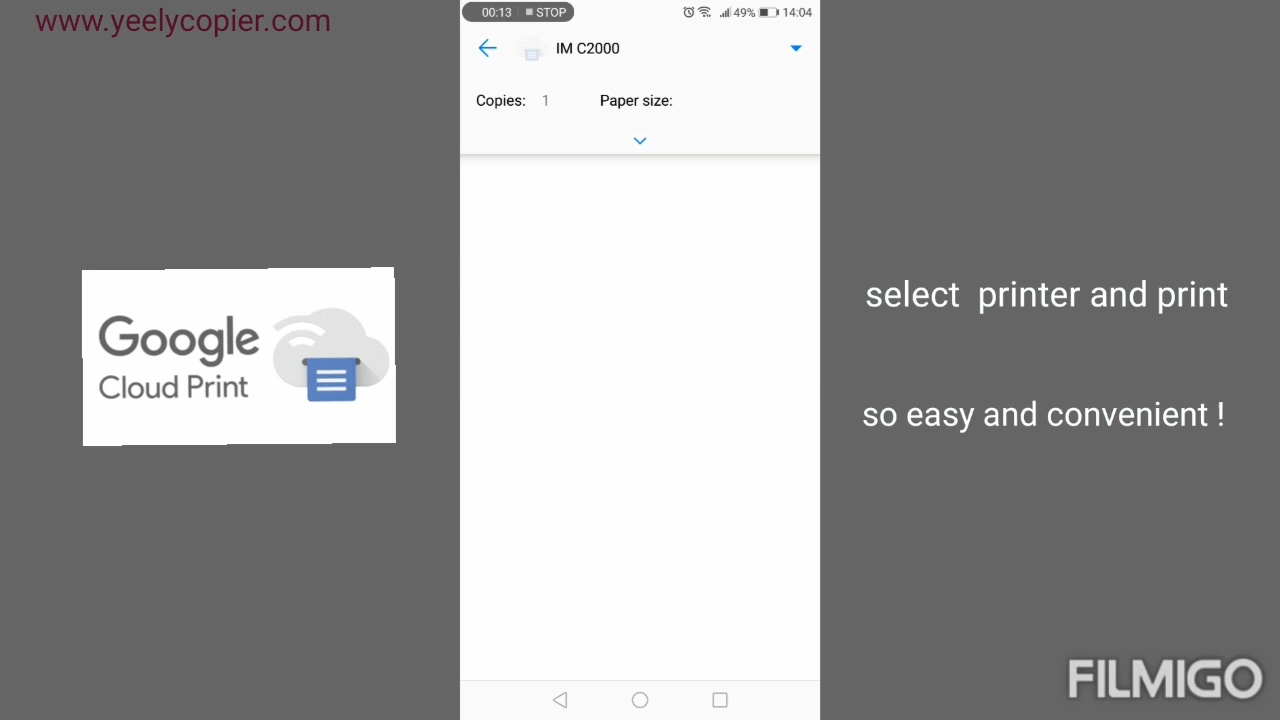 www.yeelycopier.com
00:13 STOP
49% 14:04
IM C2000
Copies: 1 Paper size:
Google
Cloud Print
select printer and print
so easy and convenient !
FILMIGO